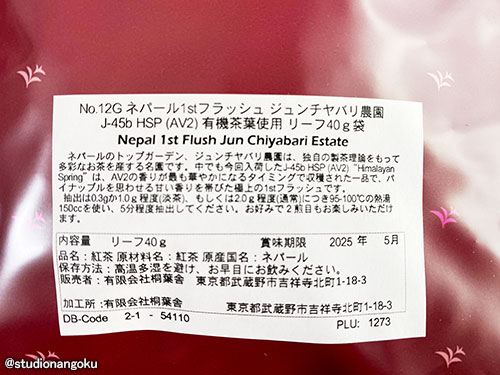 No.12G ネパール1stフラッシュ ジュンチヤバリ農園
J-45b HSP (AV2) 有機茶葉使用 リーフ40g袋
Nepal 1st Flush Jun Chiyabari Estate
ネパールのトップガーデン、ジュンチヤバリ農園は、独自の製茶理論をもって
多彩なお茶を産する名園です。中でも今回入荷したJ-45b HSP (AV2) "Himalayan
Spring"は、AV2の香りが最も華やかになるタイミングで収穫された一品で、パ
イナップルを思わせる甘い香りを帯びた極上の1stフラッシュです。
抽出は0.3gか1.0g程度(淡茶)、もしくは2.0g程度(通常)につき95-100℃の熱湯
150ccを使い、5分程度抽出してください。お好みで2煎目もお楽しみいただけ
ます。
内容量 リーフ40g 賞味期限 2025年 5月
品名:紅茶 原材料名:紅茶 原産国名:ネパール
保存方法:高温多湿を避け、お早目にお飲みください。
販売者:有限会社桐葉舎 東京都武蔵野市吉祥寺北町1-18-3
加工所:有限会社桐葉舎 東京都武蔵野市吉祥寺北町1-18-3
DB-Code 2-1 - 54110 PLU: 1273
@studionangoku